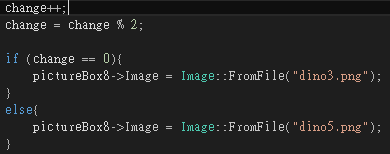 change++;
change = change % 2;
if (change == 0){
pictureBox8->Image = Image::FromFile("dino3.png");
}
else{
pictureBox8->Image = Image::FromFile("dino5.png");
}